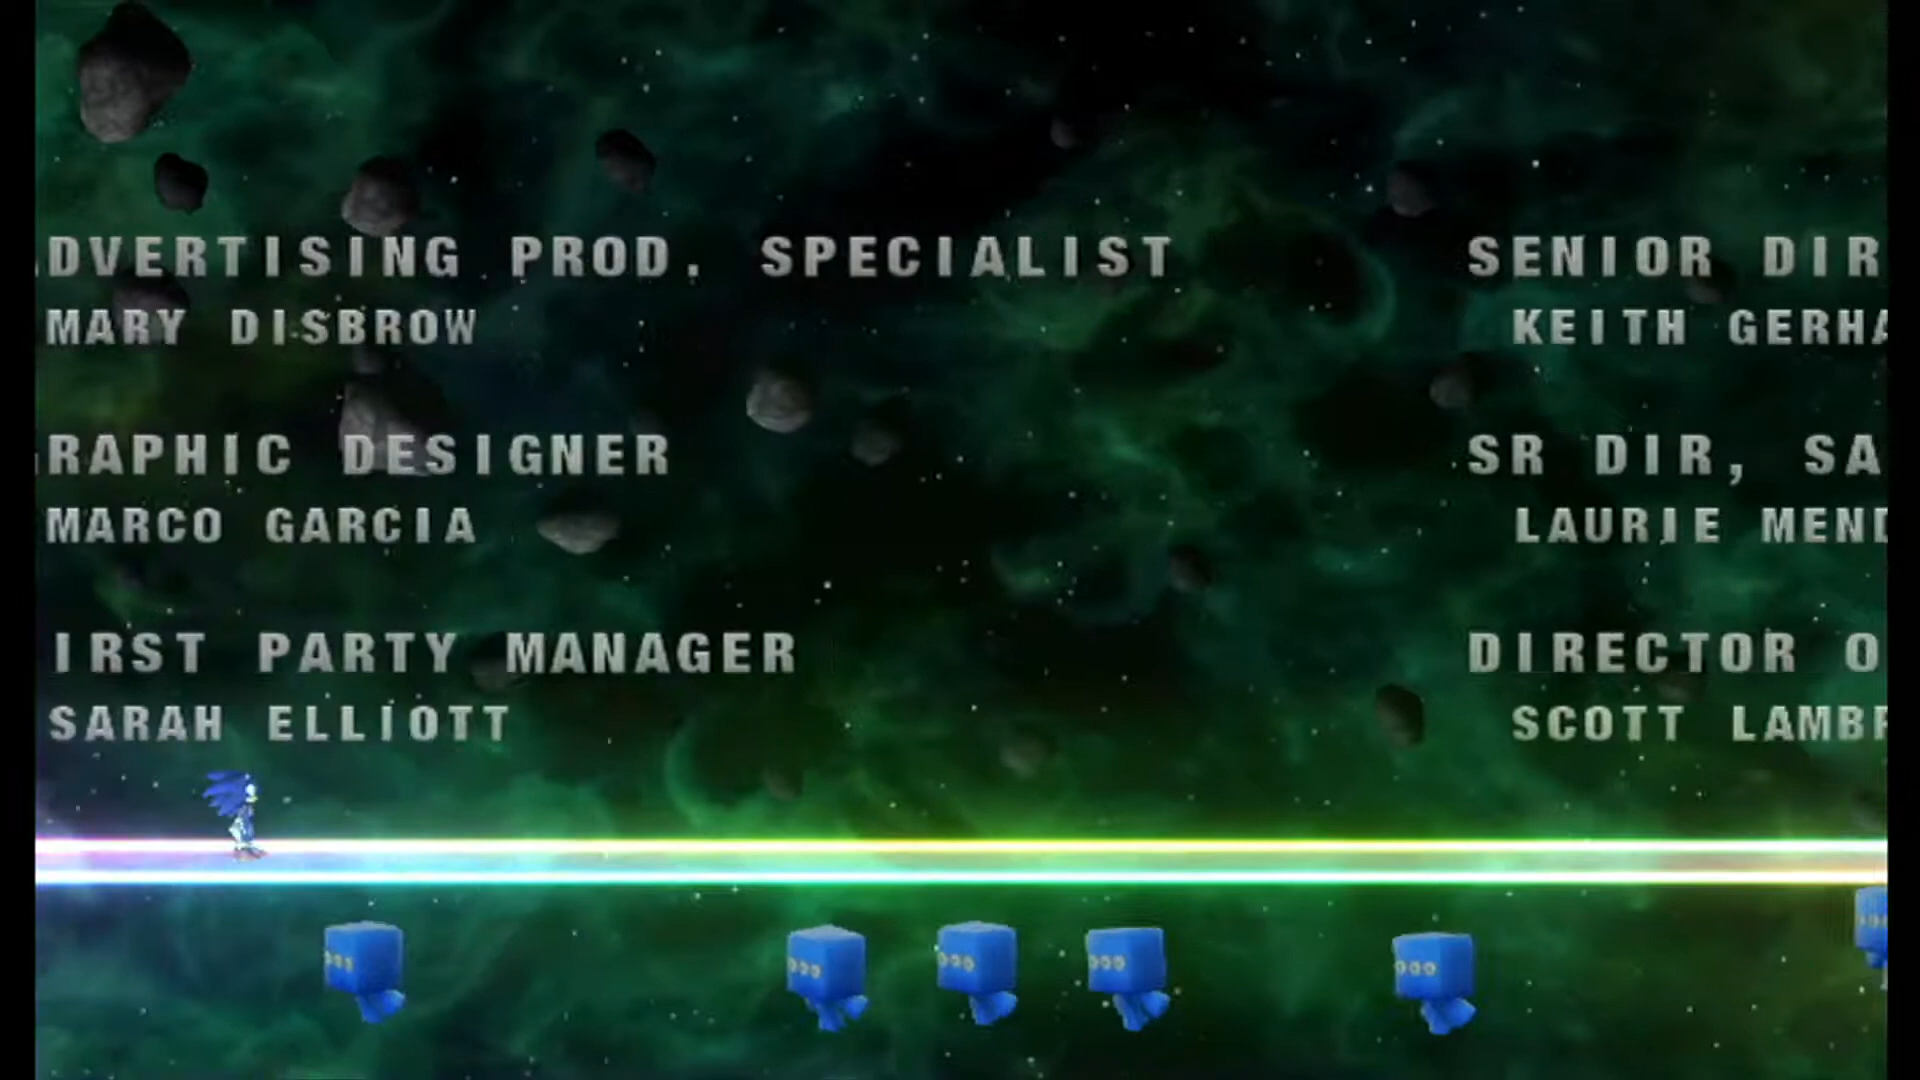 DVERTISING PROD. SPECIALIST
MARY DISBROW
RAPHIC DESIGNER
MARCO GARCIA
IRST PARTY MANAGER
SARAH ELLIOTT
SENIOR DIR
KEITH GERHA
SR DIR, SA
LAURIE MEND
DIRECTOR O
SCOTT LAMBR